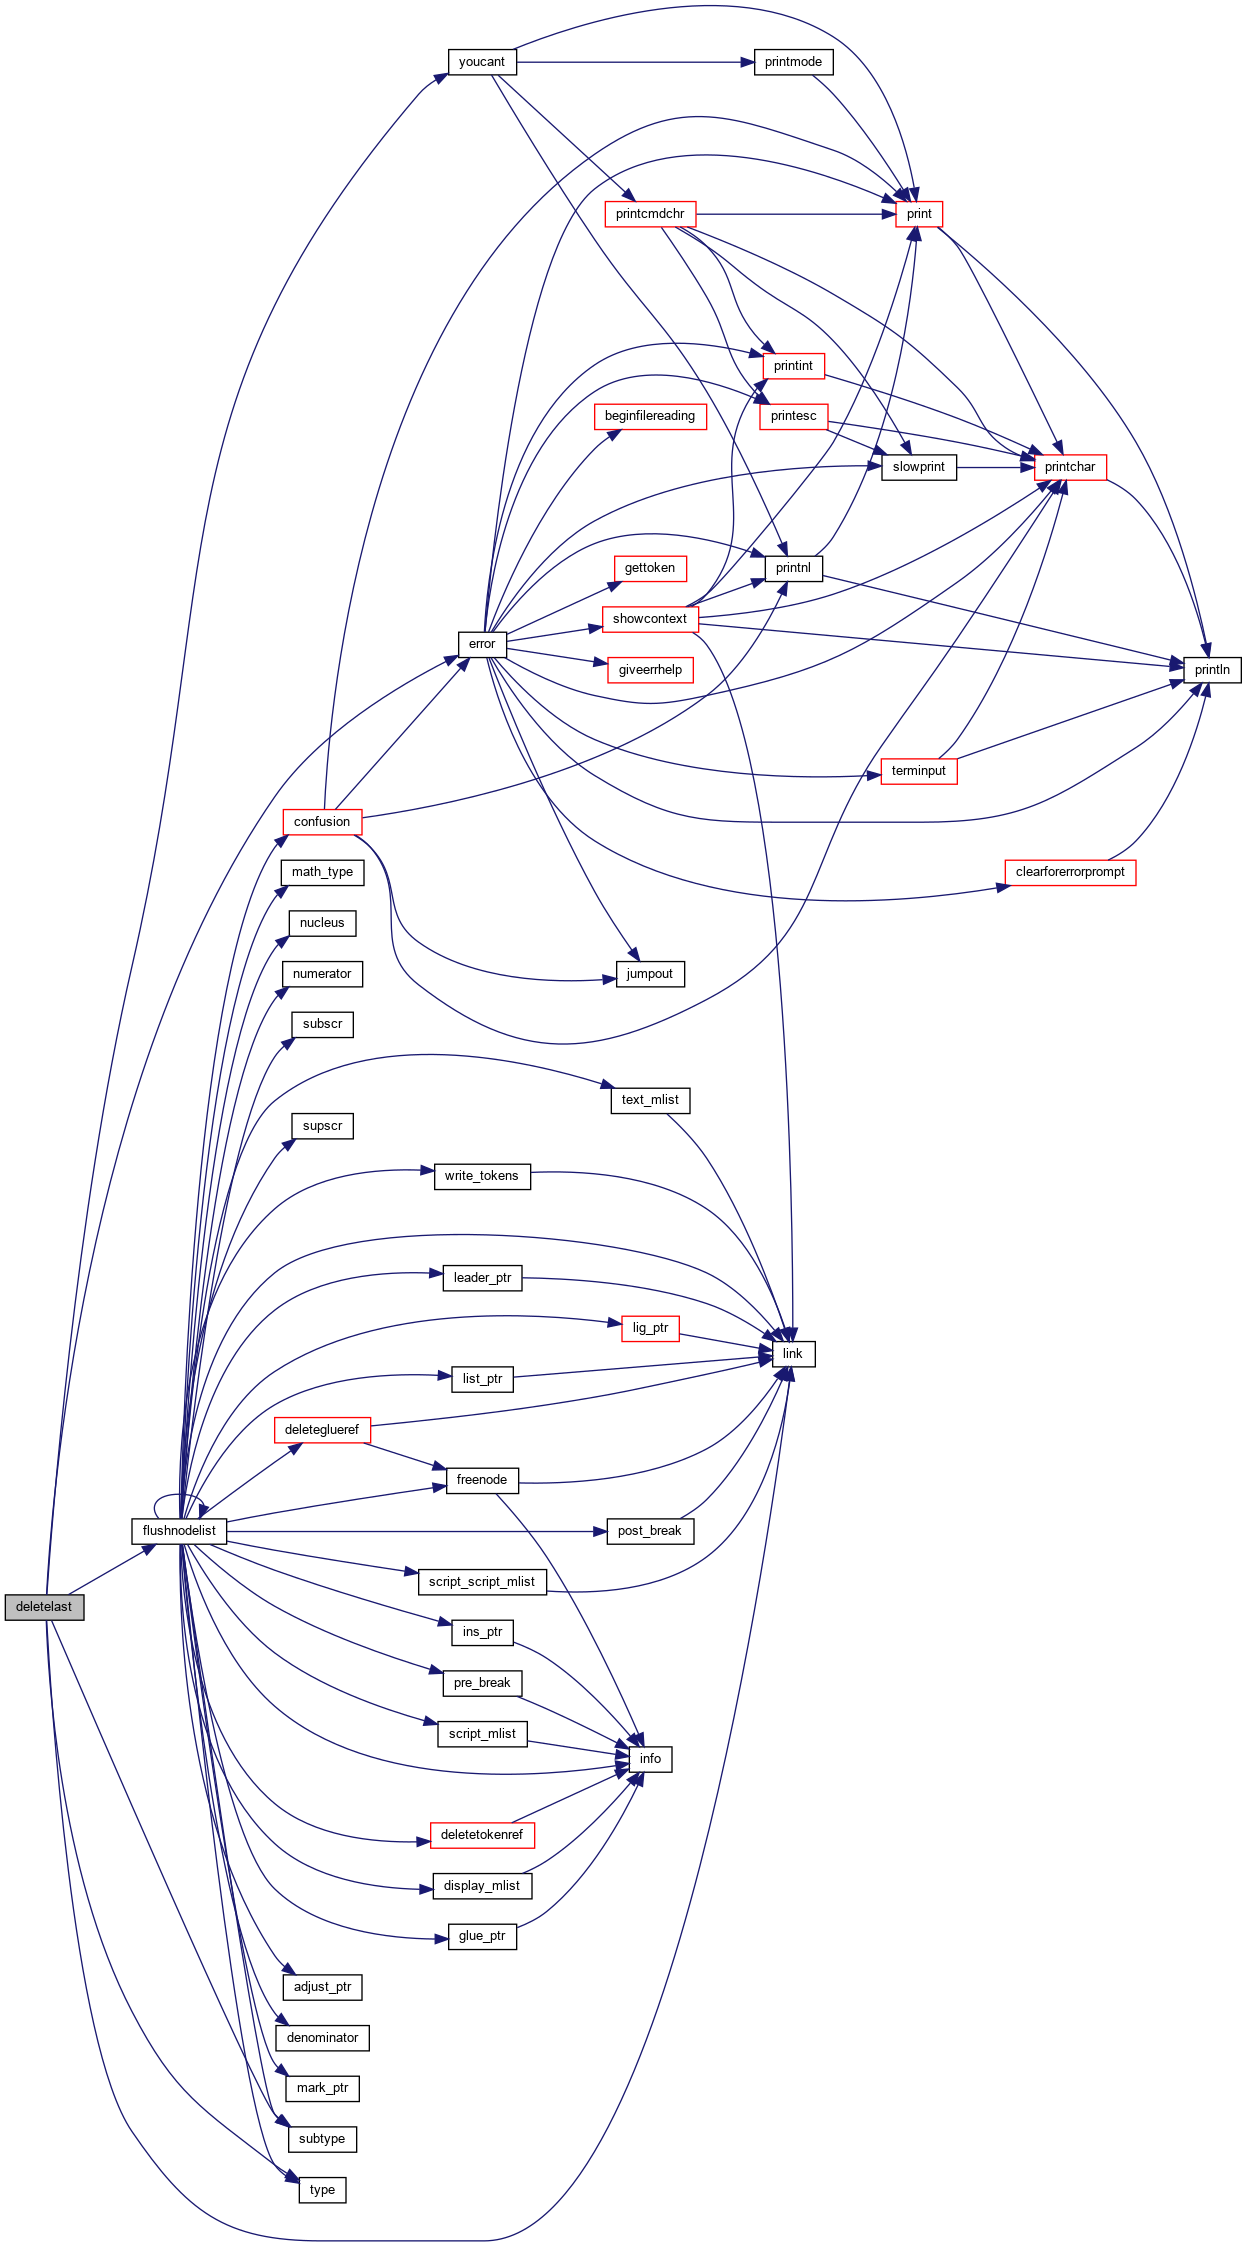 youcant
printmode
printcmdchr
print
printint
beginfilereading
printesc
slowprint
printchar
gettoken
printnl
showcontext
error
giveerrhelp
println
terminput
confusion
math_type
clearforerrorprompt
nucleus
numerator
jumpout
subscr
text_mlist
supscr
write_tokens
leader_ptr
lig_ptr
link
list_ptr
deleteglueref
freenode
flushnodelist
post_break
script_script_mlist
deletelast
ins_ptr
pre_break
script_mlist
info
deletetokenref
display_mlist
glue_ptr
adjust_ptr
denominator
mark_ptr
subtype
type